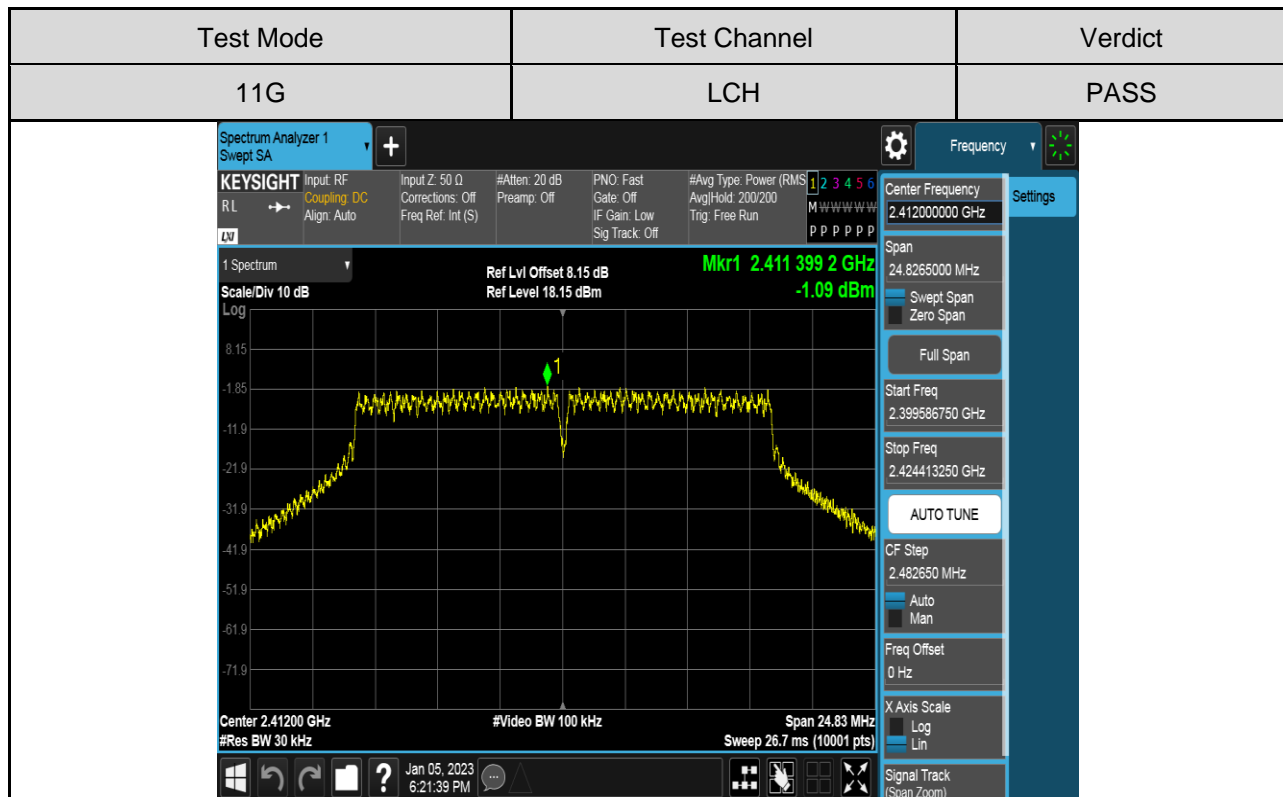 Test Mode Test Channel Verdict
11G LCH PASS
Spectrum Analyzer 1
Swept SA
+
Frequency
KEYSIGHT
R L
LXI
Input: RF
Coupling: DC
Align: Auto
Input Z: 50 Ω
Corrections: Off
Freq Ref: Int (S)
#Atten: 20 dB
Preamp: Off
PNO: Fast
Gate: Off
IF Gain: Low
Sig Track: Off
#Avg Type: Power (RMS
Avg|Hold: 200/200
Trig: Free Run
1 2 3 4 5 6
M W W W W W
P P P P P P
1 Spectrum
Scale/Div 10 dB
Log
Ref Lvl Offset 8.15 dB
Ref Level 18.15 dBm
Mkr1 2.411 399 2 GHz
-1.09 dBm
8.15
1
-1.85
-11.9
-21.9
-31.9
-41.9
-51.9
-61.9
-71.9
Center 2.41200 GHz #Video BW 100 kHz Span 24.83 MHz
#Res BW 30 kHz Sweep 26.7 ms (10001 pts)
?
Jan 05, 2023
6:21:39 PM
Center Frequency
2.412000000 GHz
Settings
Span
24.8265000 MHz
Swept Span
Zero Span
Full Span
Start Freq
2.399586750 GHz
Stop Freq
2.424413250 GHz
AUTO TUNE
CF Step
2.482650 MHz
Auto
Man
Freq Offset
0 Hz
X Axis Scale
Log
Lin
Signal Track
(Span Zoom)